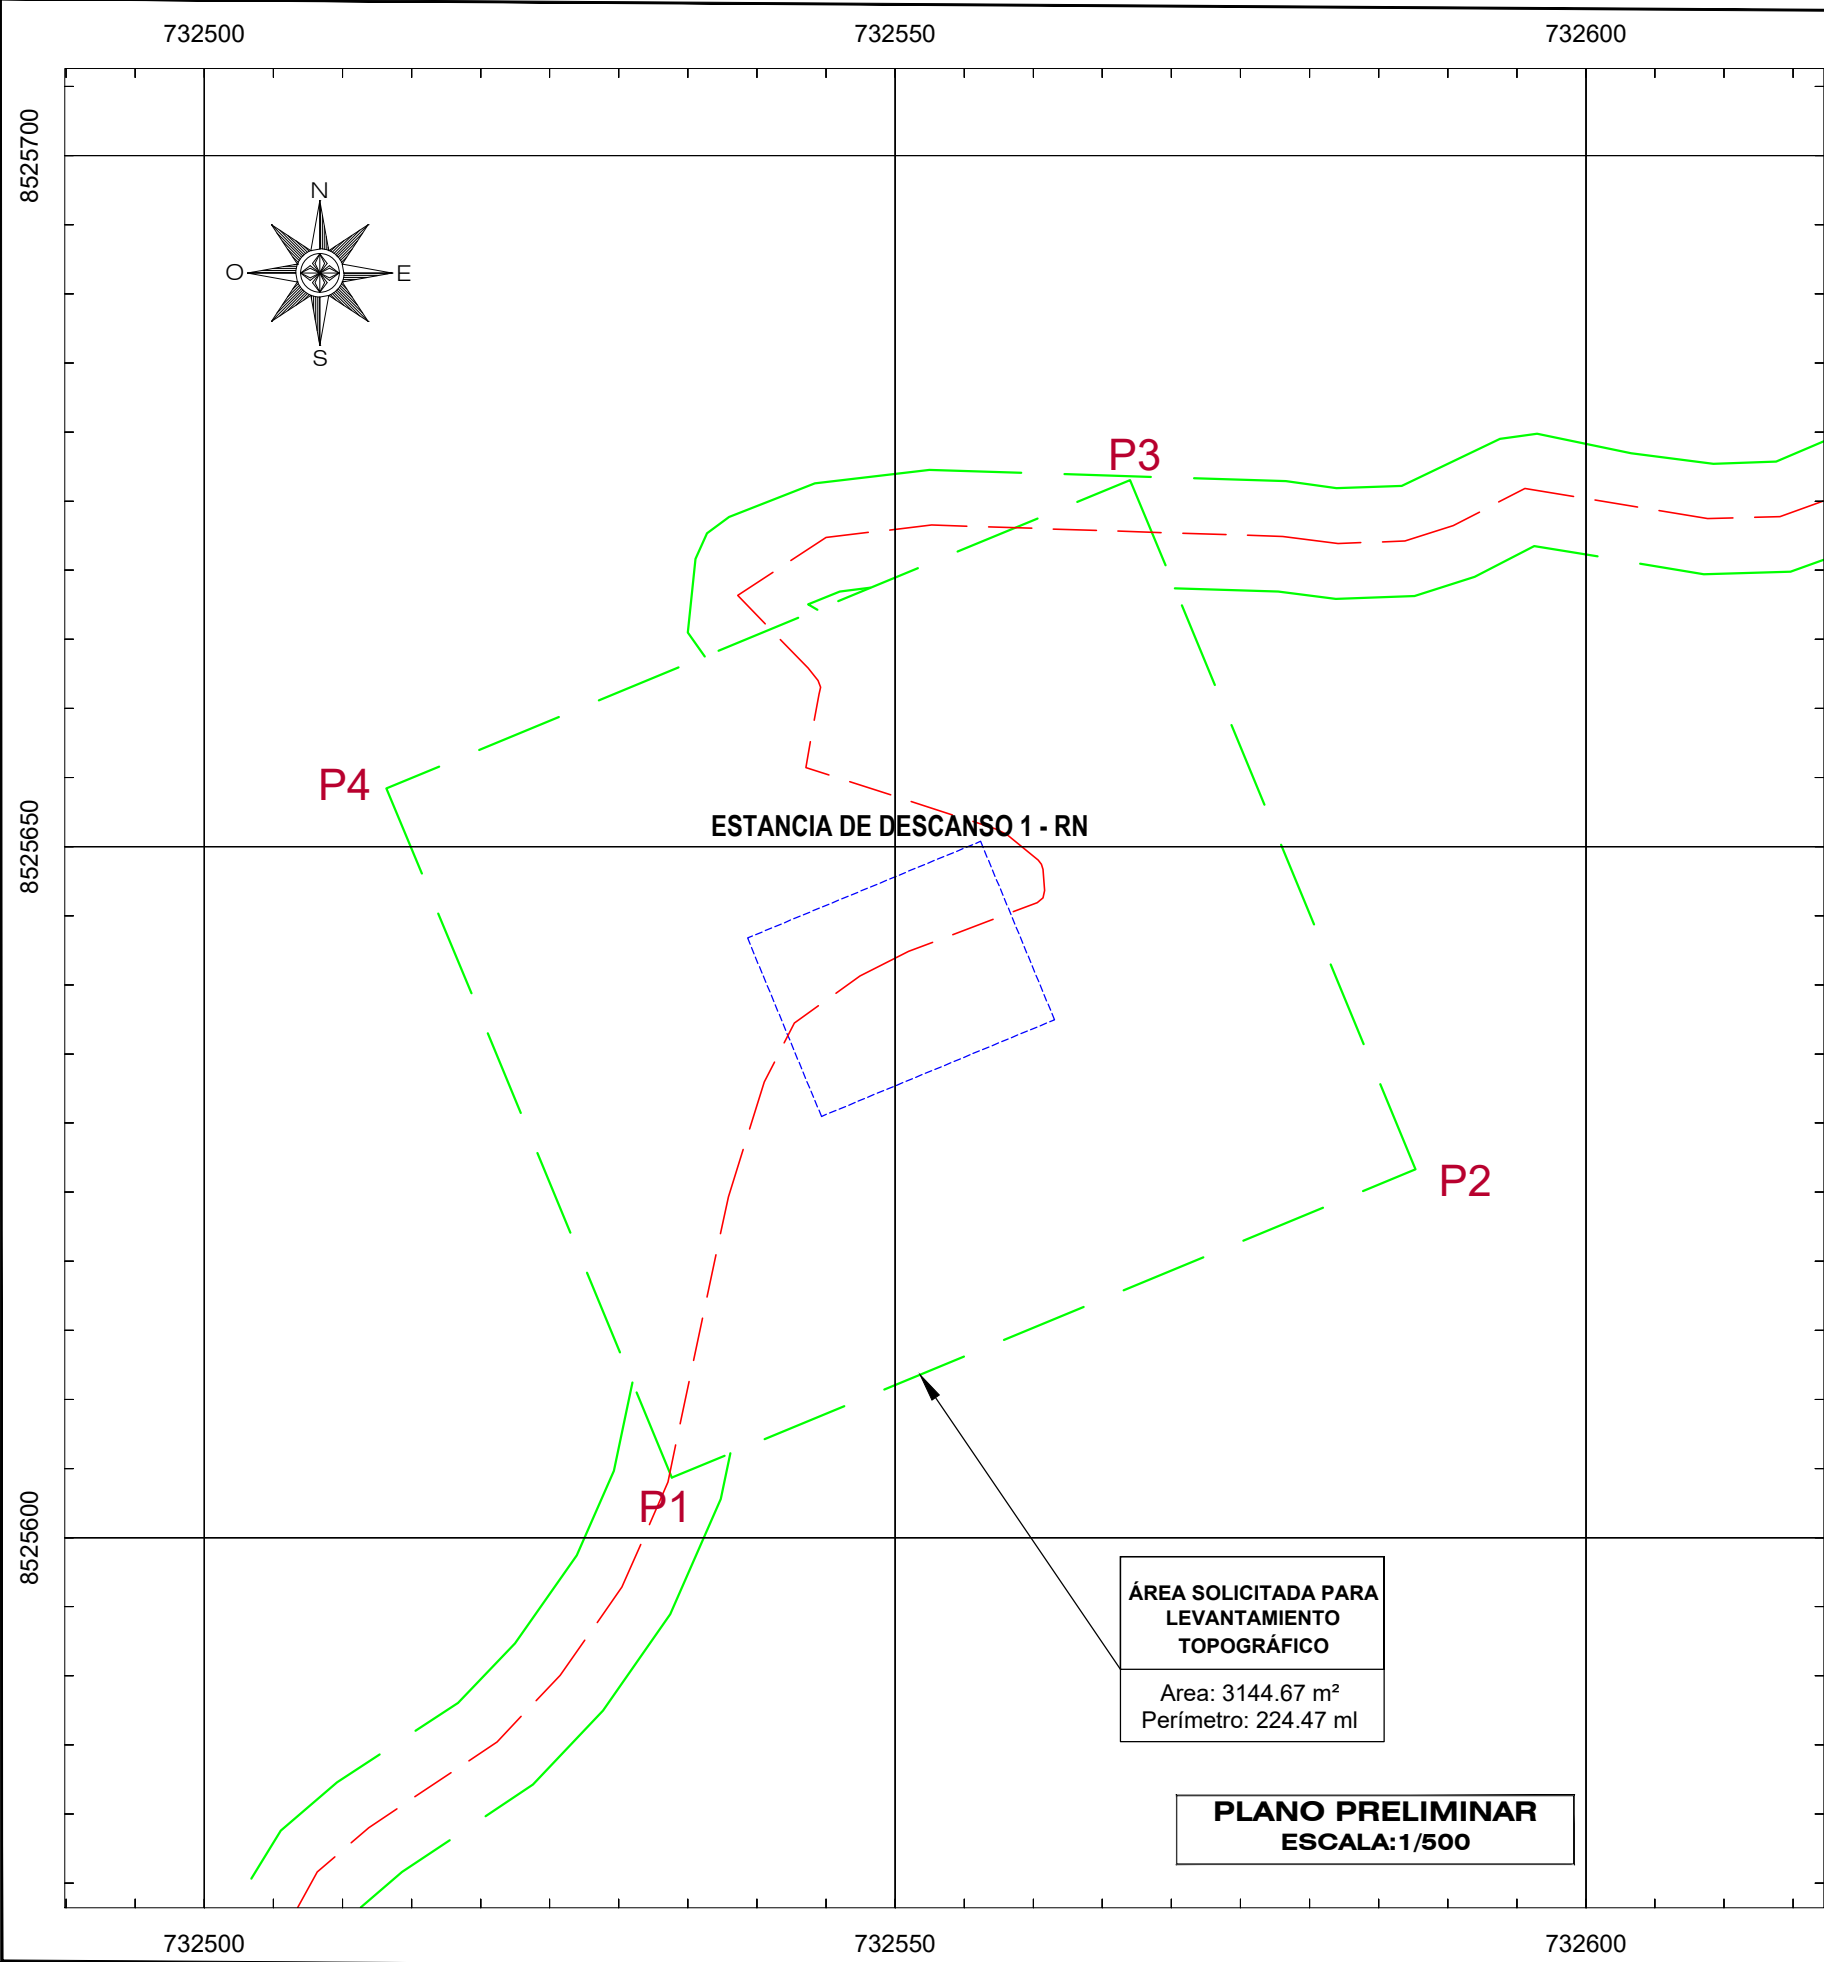 732500 732550 732600
8525700
N
O E
S
P3
P4
ESTANCIA DE DESCANSO 1 - RN
8525650
P2
P1
8525600
ÁREA SOLICITADA PARA
LEVANTAMIENTO
TOPOGRÁFICO
Area: 3144.67 m²
Perímetro: 224.47 ml
PLANO PRELIMINAR
ESCALA:1/500
732500 732550 732600